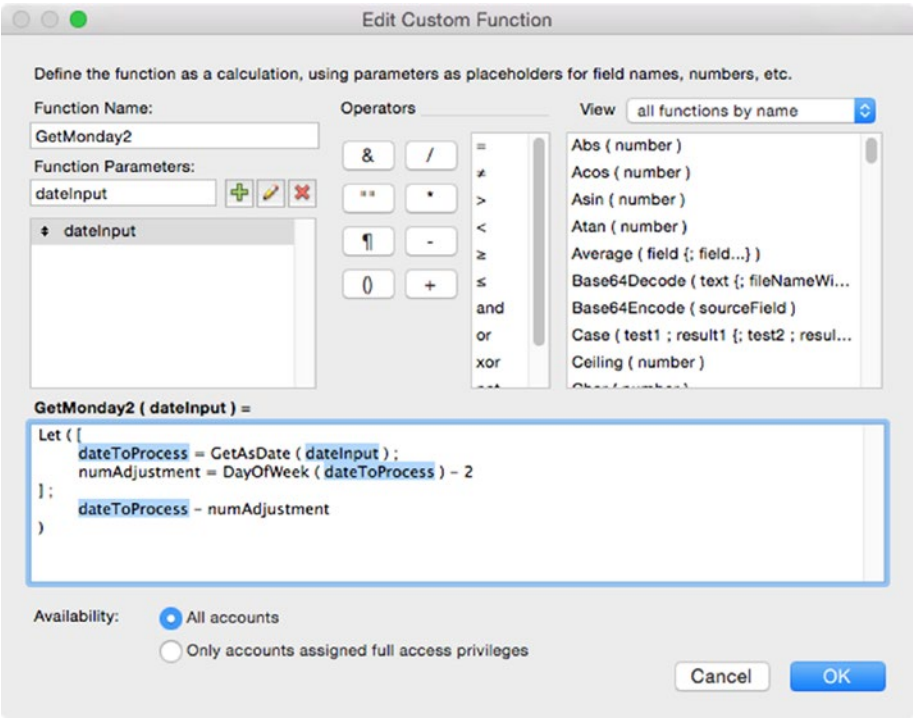 Edit Custom Function
Define the function as a calculation, using parameters as placeholders for field names, numbers, etc.
Function Name:
GetMonday2
Function Parameters:
dateInput
dateInput
Operators
&
/
" "
*
¶
-
()
+
=
≠
>
<
≥
≤
and
or
xor
View
all functions by name
Abs ( number )
Acos ( number )
Asin ( number )
Atan ( number )
Average ( field {; field...} )
Base64Decode ( text {; fileNameWi...
Base64Encode ( sourceField )
Case ( test1 ; result1 {; test2 ; resul...
Ceiling ( number )
GetMonday2 ( dateInput ) =
Let ( [
dateToProcess = GetAsDate ( dateInput ) ;
numAdjustment = DayOfWeek ( dateToProcess ) - 2
] ;
dateToProcess - numAdjustment
)
Availability:
All accounts
Only accounts assigned full access privileges
Cancel
OK